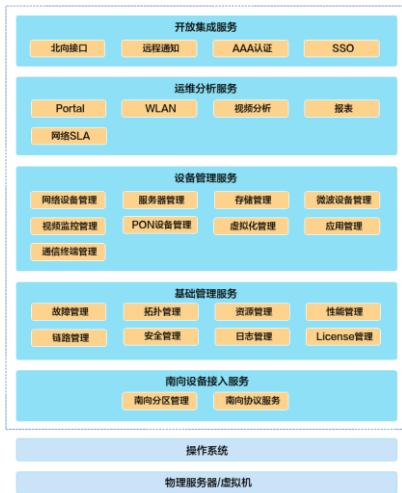 开放集成服务
北向接口 远程通知 AAA认证 SSO
运维分析服务
Portal WLAN 视频分析 报表
网络SLA
设备管理服务
网络设备管理 服务器管理 存储管理 微波设备管理
视频监控管理 PON设备管理 虚拟化管理 应用管理
通信终端管理
基础管理服务
故障管理 拓扑管理 资源管理 性能管理
链路管理 安全管理 日志管理 License管理
南向设备接入服务
南向分区管理 南向协议服务
操作系统
物理服务器/虚拟机